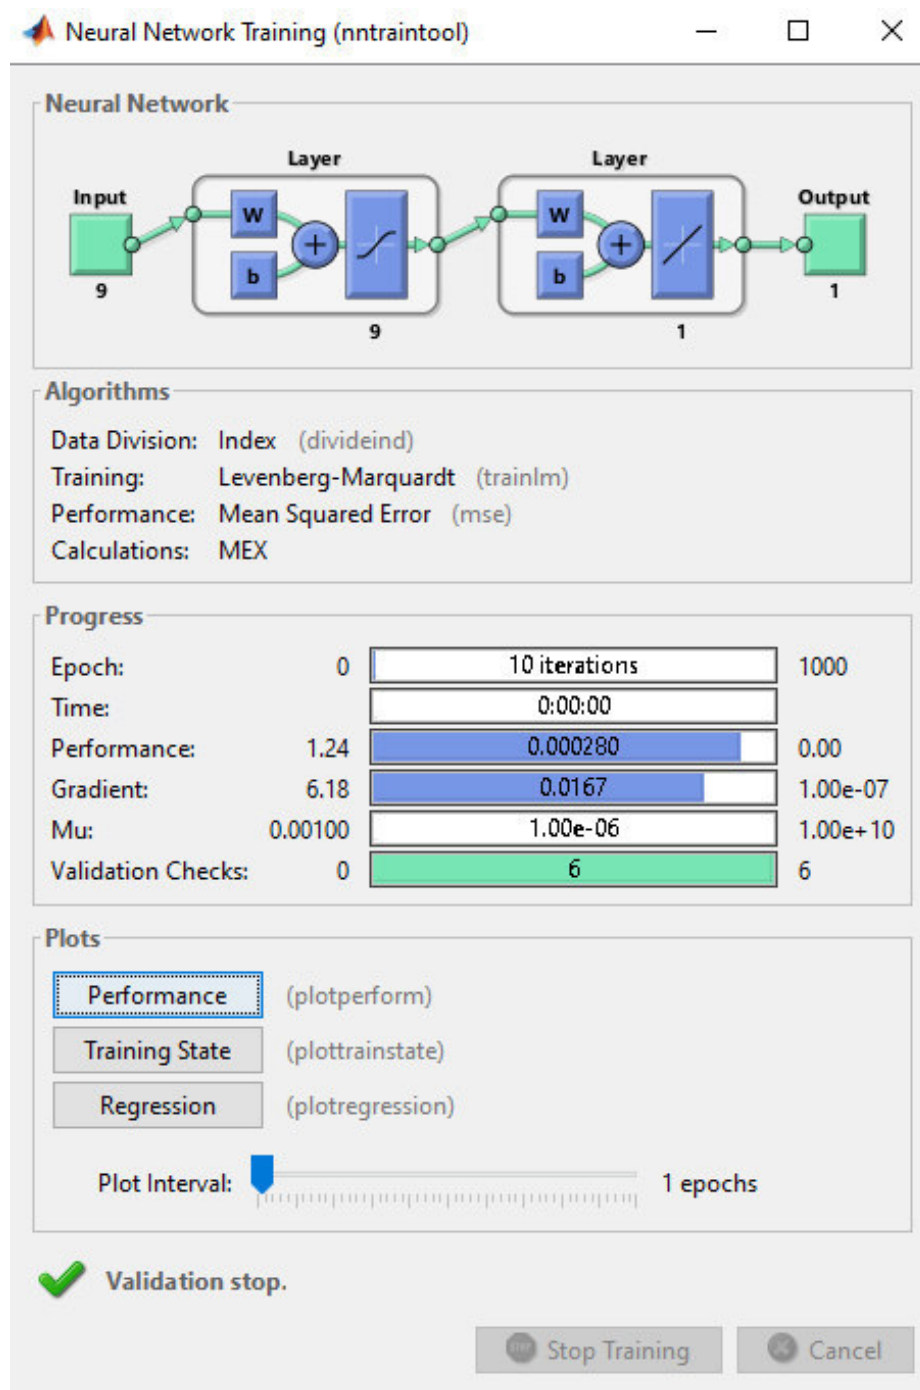 Neural Network Training (nntraintool)
Neural Network
Layer Layer
Input Output
W W
b b
9 1
9 1
Algorithms
Data Division: Index (divideind)
Training: Levenberg-Marquardt (trainlm)
Performance: Mean Squared Error (mse)
Calculations: MEX
Progress
Epoch: 0 10 iterations 1000
Time: 0:00:00
Performance: 1.24 0.000280 0.00
Gradient: 6.18 0.0167 1.00e-07
Mu: 0.00100 1.00e-06 1.00e+10
Validation Checks: 0 6 6
Plots
Performance (plotperform)
Training State (plottrainstate)
Regression (plotregression)
Plot Interval: 1 epochs
Validation stop.
Stop Training Cancel